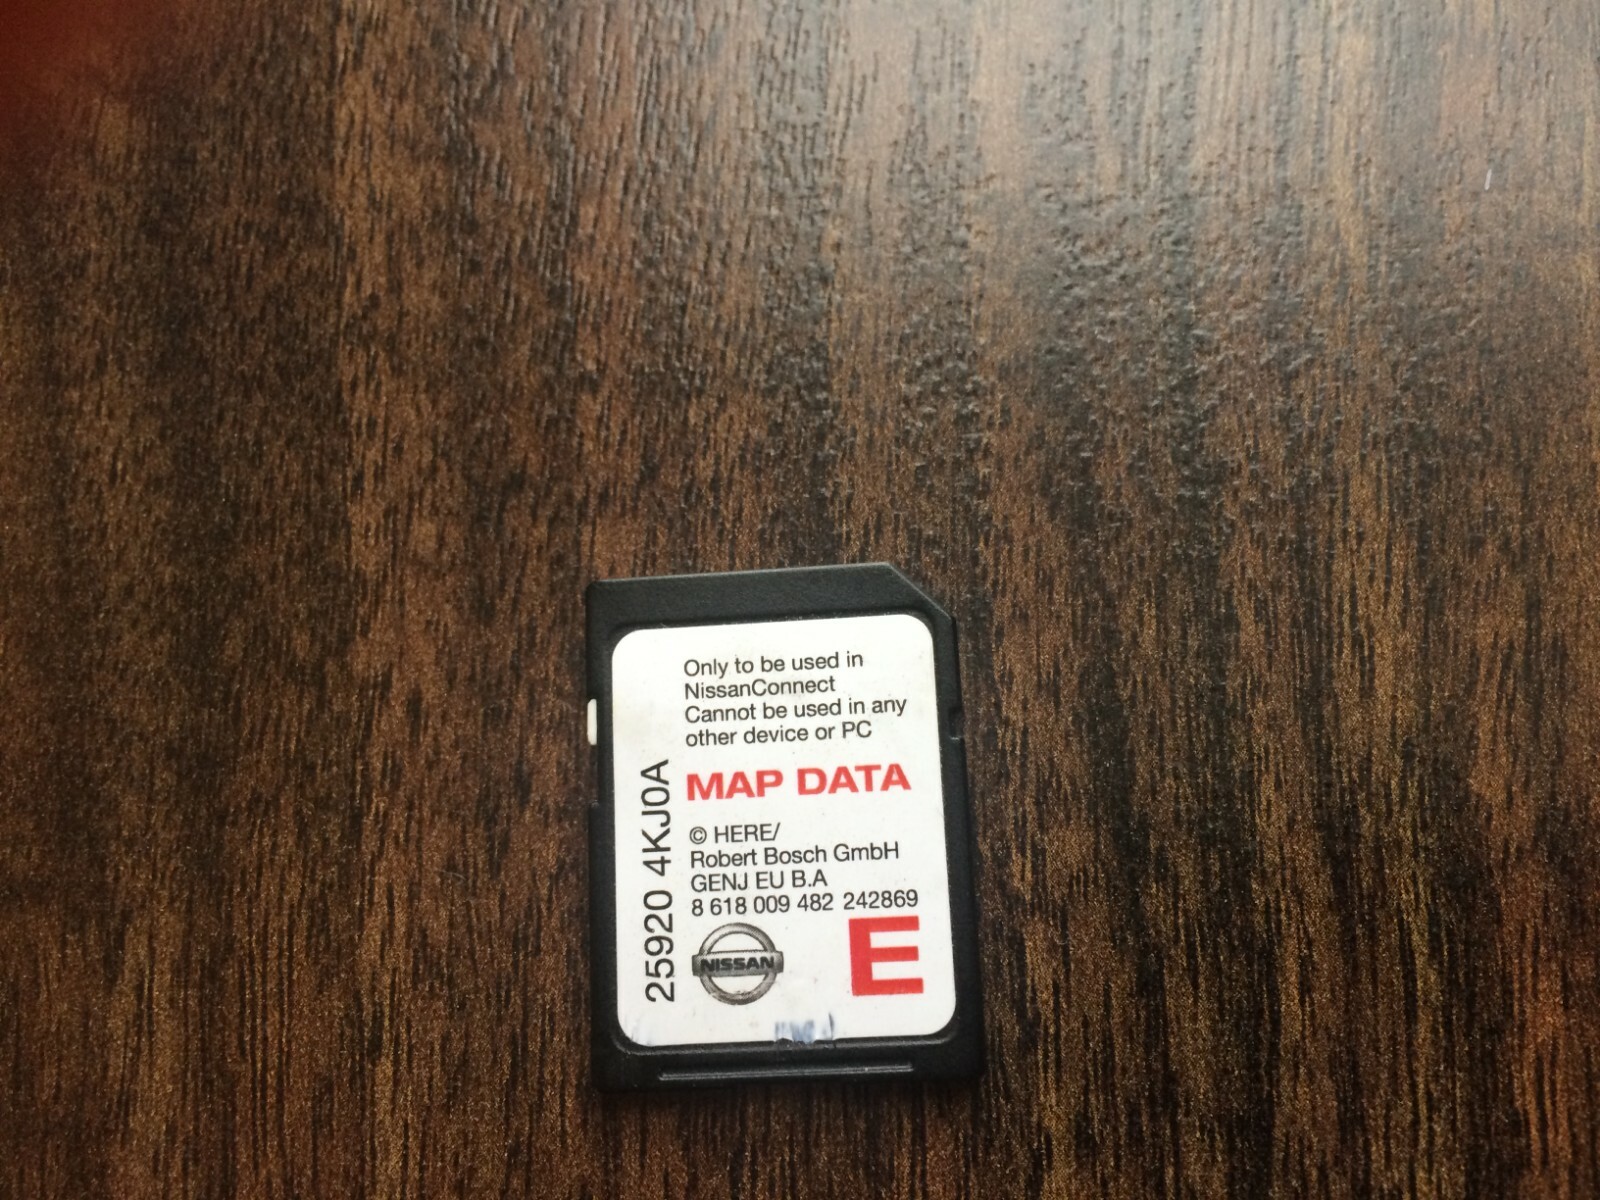 Only to be used in
NissanConnect
Cannot be used in any
other device or PC
MAP DATA
© HERE/
Robert Bosch GmbH
GENJ EU B.A
8 618 009 482 242869
25920 4KJ0A
NISSAN
E